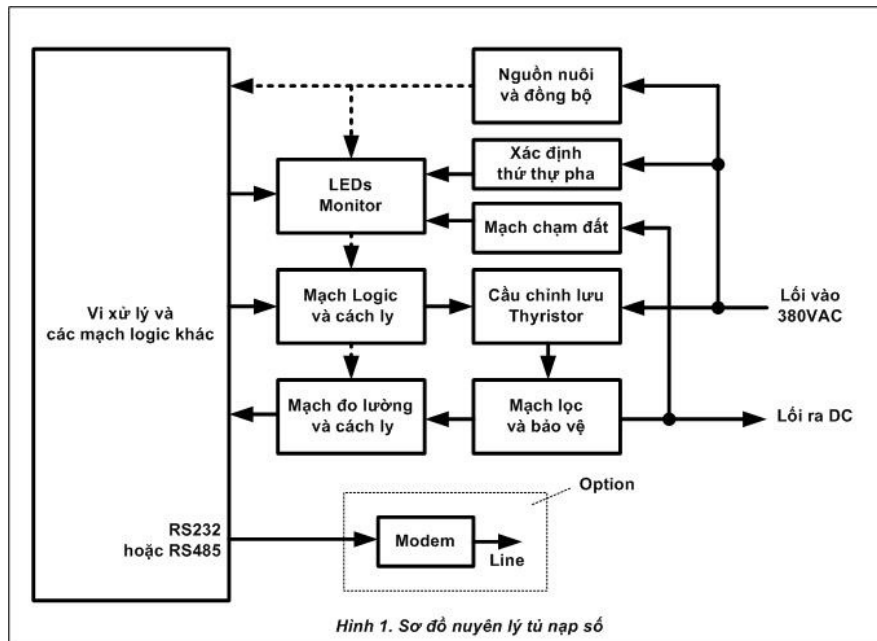 Nguồn nuôi
và đồng bộ
Xác định
thứ thự pha
LEDs
Monitor
Mạch chạm đất
Vi xử lý và
các mạch logic khác
Mạch Logic
và cách ly
Cầu chỉnh lưu
Thyristor
Lối vào
380VAC
Mạch đo lường
và cách ly
Mạch lọc
và bảo vệ
Lối ra DC
Option
RS232
hoặc RS485
Modem
Line
Hình 1. Sơ đồ nuyên lý tủ nạp số